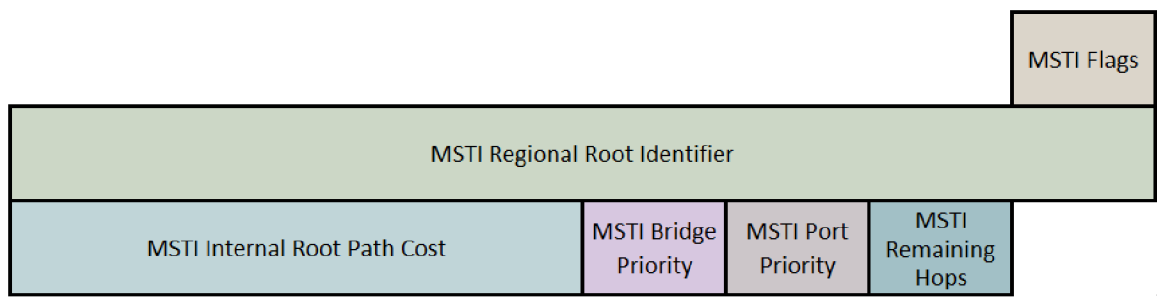 MSTI Flags
MSTI Regional Root Identifier
MSTI Internal Root Path Cost
MSTI Bridge
Priority
MSTI Port
Priority
MSTI
Remaining
Hops